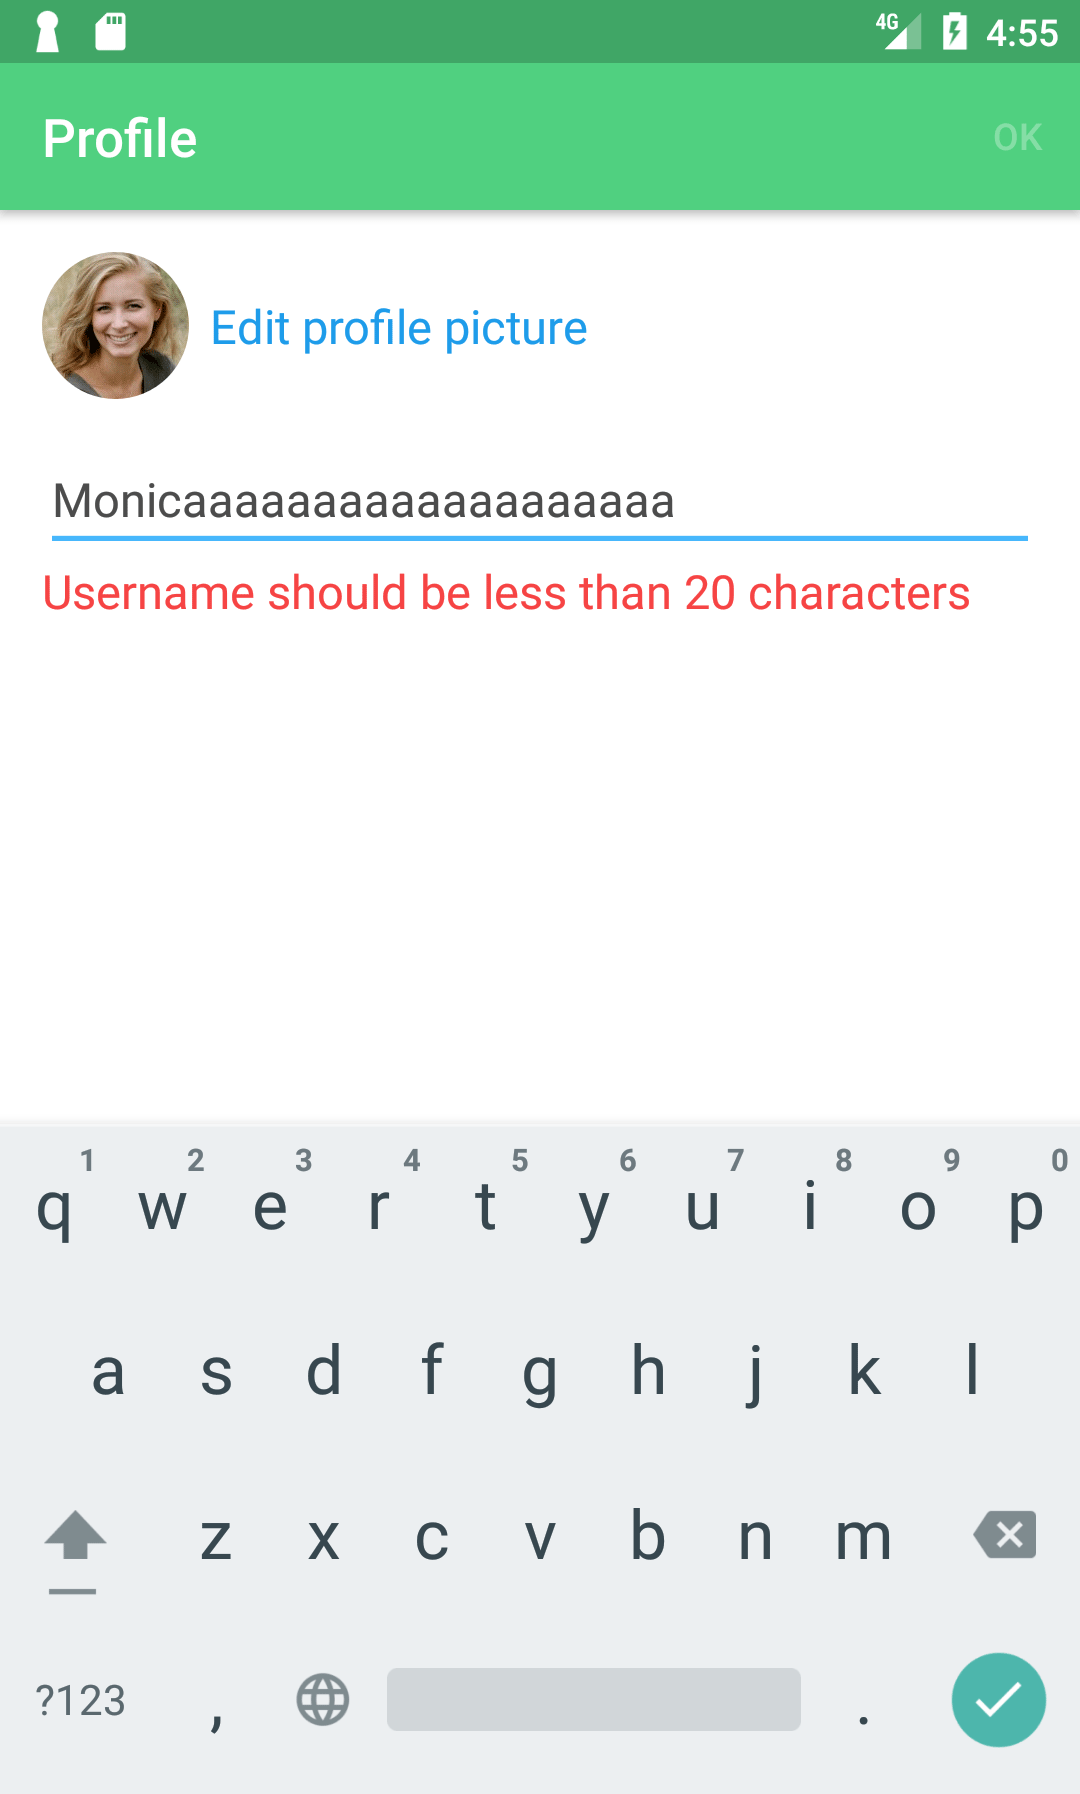 4G 4:55
Profile OK
Edit profile picture
Monicaaaaaaaaaaaaaaaaaaa
Username should be less than 20 characters
1 2 3 4 5 6 7 8 9 0
q w e r t y u i o p
a s d f g h j k l
z x c v b n m
?123 , .